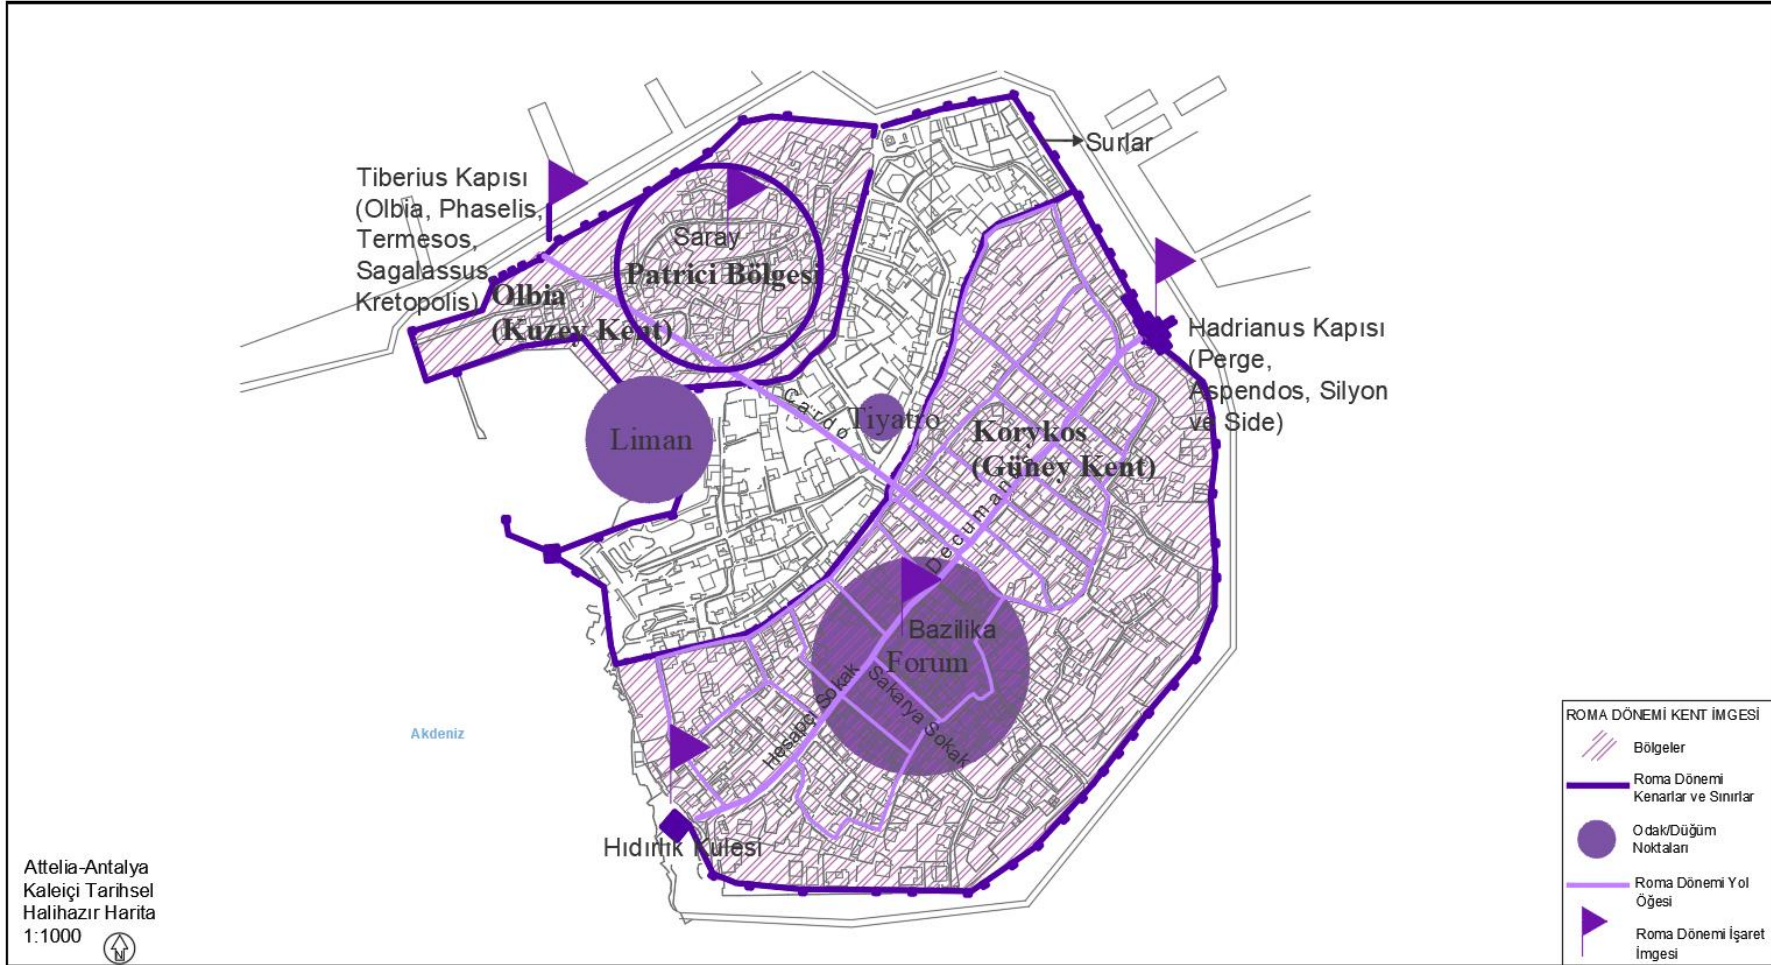 Surlar
Tiberius Kapısı
(Olbia, Phaselis,
Termesos,
Sagalassus
Kretopolis)
Saray
Patrici Bölgesi
Olbia
(Kuzey Kent)
Hadrianus Kapısı
(Perge,
Aspendos, Silyon
ve Side)
Cardo
Tiyatro
Liman
Korykos
(Güney Kent)
Decumanus
Bazilika
Forum
Hesapçi Sokak
Sakarya Sokak
Akdeniz
Hıdırlık Kulesi
Attelia-Antalya
Kaleiçi Tarihsel
Halihazır Harita
1:1000
N
ROMA DÖNEMİ KENT İMGESİ
Bölgeler
Roma Dönemi
Kenarlar ve Sınırlar
Odak/Düğüm
Noktaları
Roma Dönemi Yol
Öğesi
Roma Dönemi İşaret
İmgesi